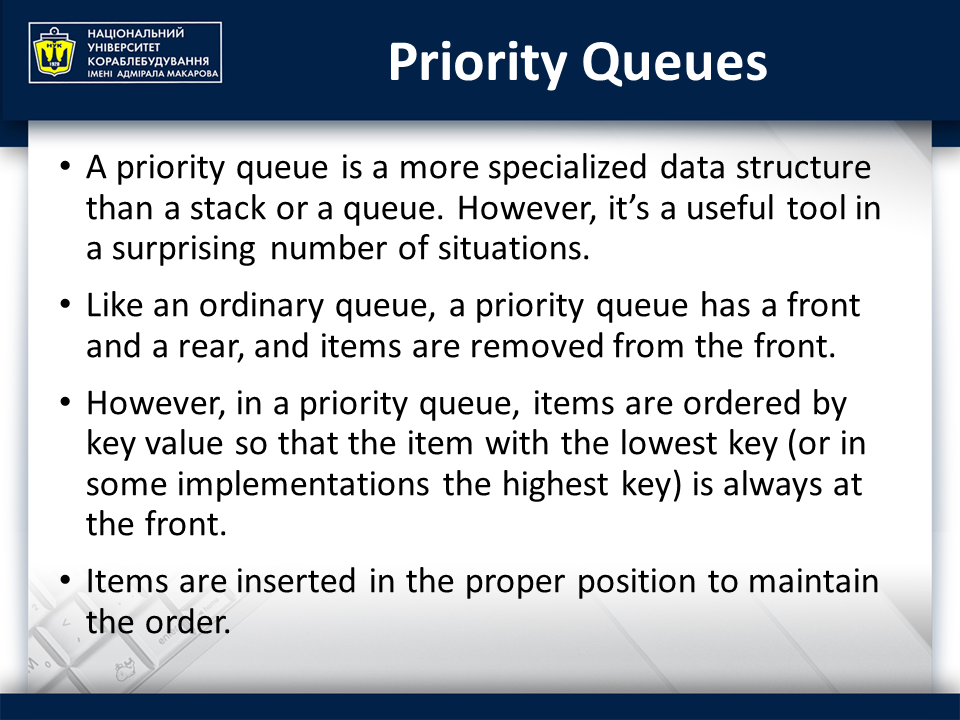 НАЦІОНАЛЬНИЙ
УНІВЕРСИТЕТ
КОРАБЛЕБУДУВАННЯ
ІМЕНІ АДМІРАЛА МАКАРОВА
НУК
1920
Priority Queues
• A priority queue is a more specialized data structure
than a stack or a queue. However, it’s a useful tool in
a surprising number of situations.
• Like an ordinary queue, a priority queue has a front
and a rear, and items are removed from the front.
• However, in a priority queue, items are ordered by
key value so that the item with the lowest key (or in
some implementations the highest key) is always at
the front.
• Items are inserted in the proper position to maintain
the order.